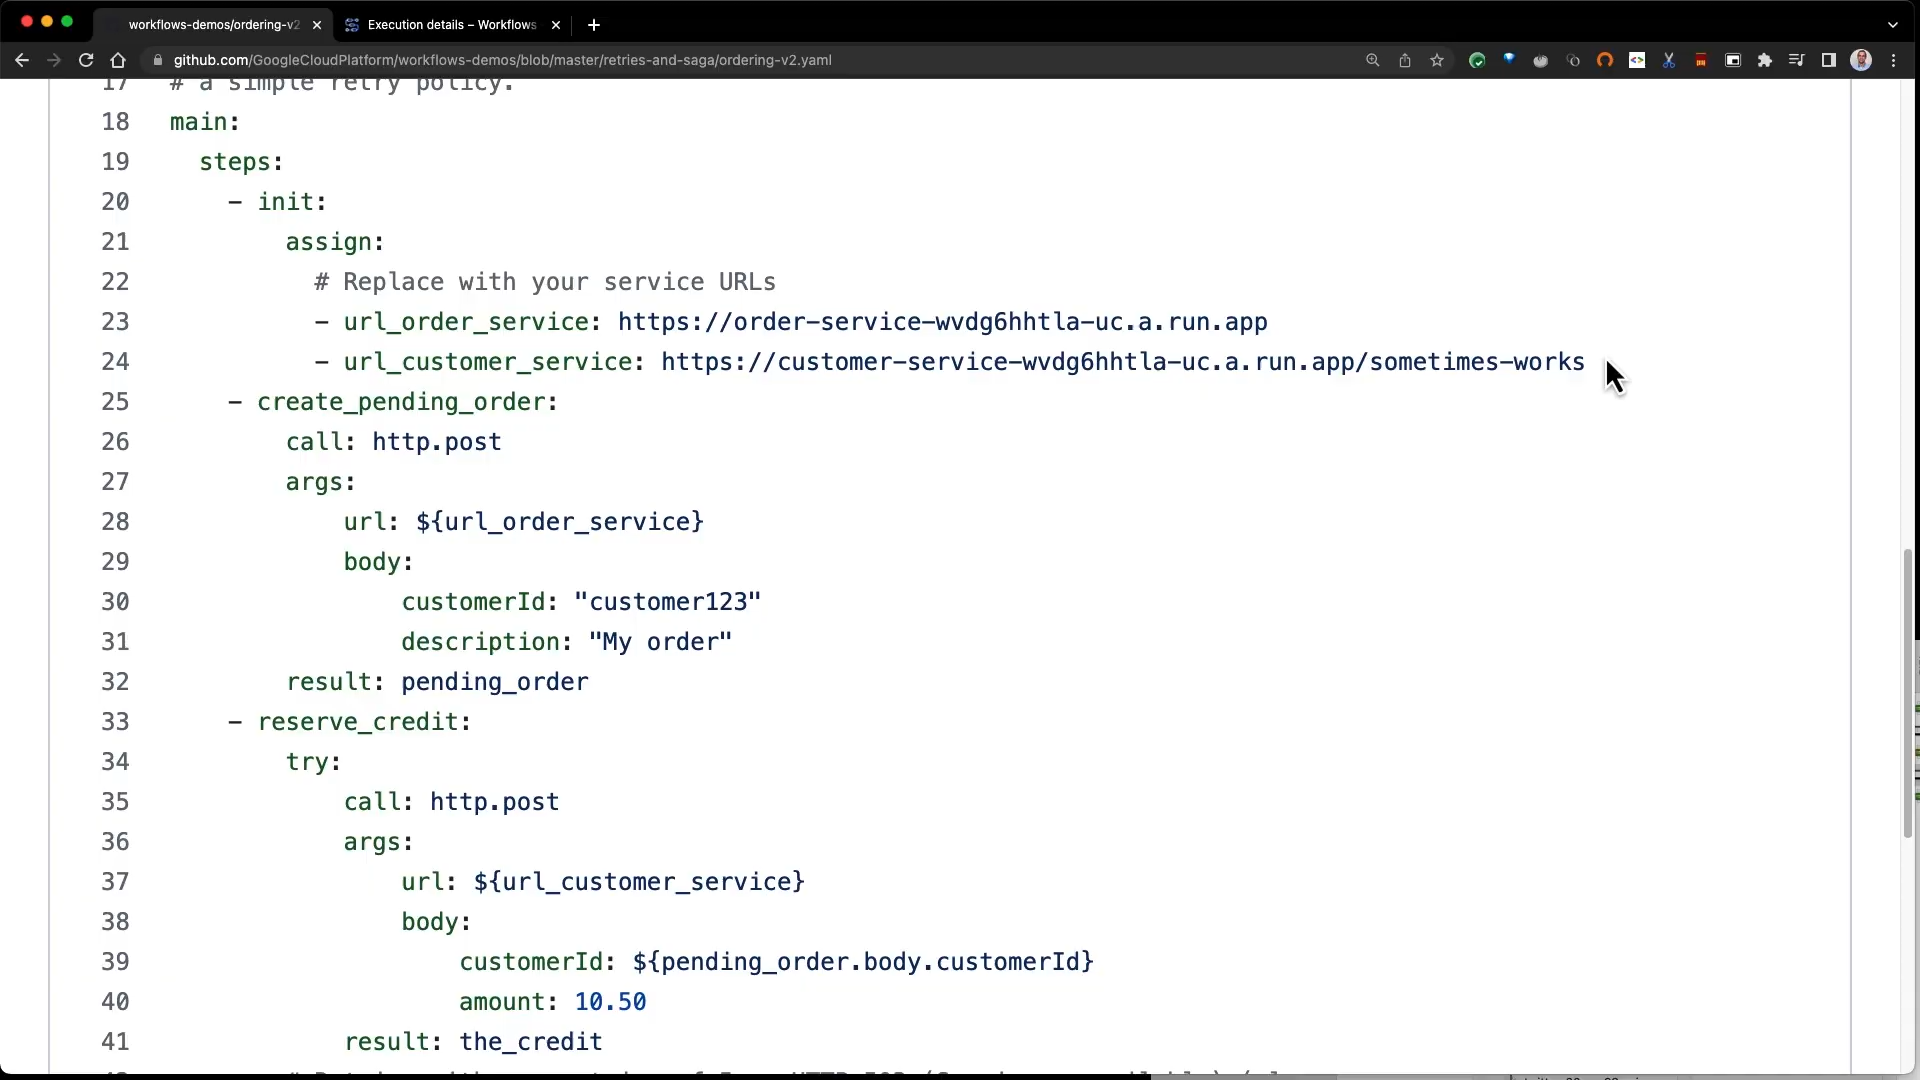 workflows-demos/ordering-v2
Execution details – Workflows
github.com/GoogleCloudPlatform/workflows-demos/blob/master/retries-and-saga/ordering-v2.yaml
17 # a simple retry policy.
18 main:
19 steps:
20 - init:
21 assign:
22 # Replace with your service URLs
23 - url_order_service: https://order-service-wvdg6hhtla-uc.a.run.app
24 - url_customer_service: https://customer-service-wvdg6hhtla-uc.a.run.app/sometimes-works
25 - create_pending_order:
26 call: http.post
27 args:
28 url: ${url_order_service}
29 body:
30 customerId: "customer123"
31 description: "My order"
32 result: pending_order
33 - reserve_credit:
34 try:
35 call: http.post
36 args:
37 url: ${url_customer_service}
38 body:
39 customerId: ${pending_order.body.customerId}
40 amount: 10.50
41 result: the_credit